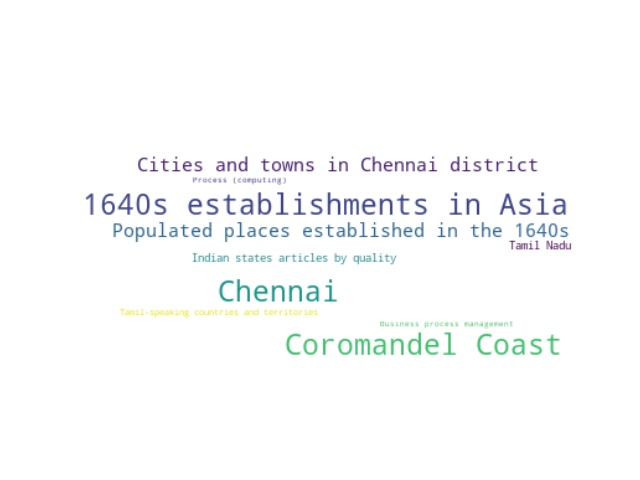 Cities and towns in Chennai district
Process (computing)
1640s establishments in Asia
Populated places established in the 1640s
Tamil Nadu
Indian states articles by quality
Chennai
Tamil-speaking countries and territories
Business process management
Coromandel Coast